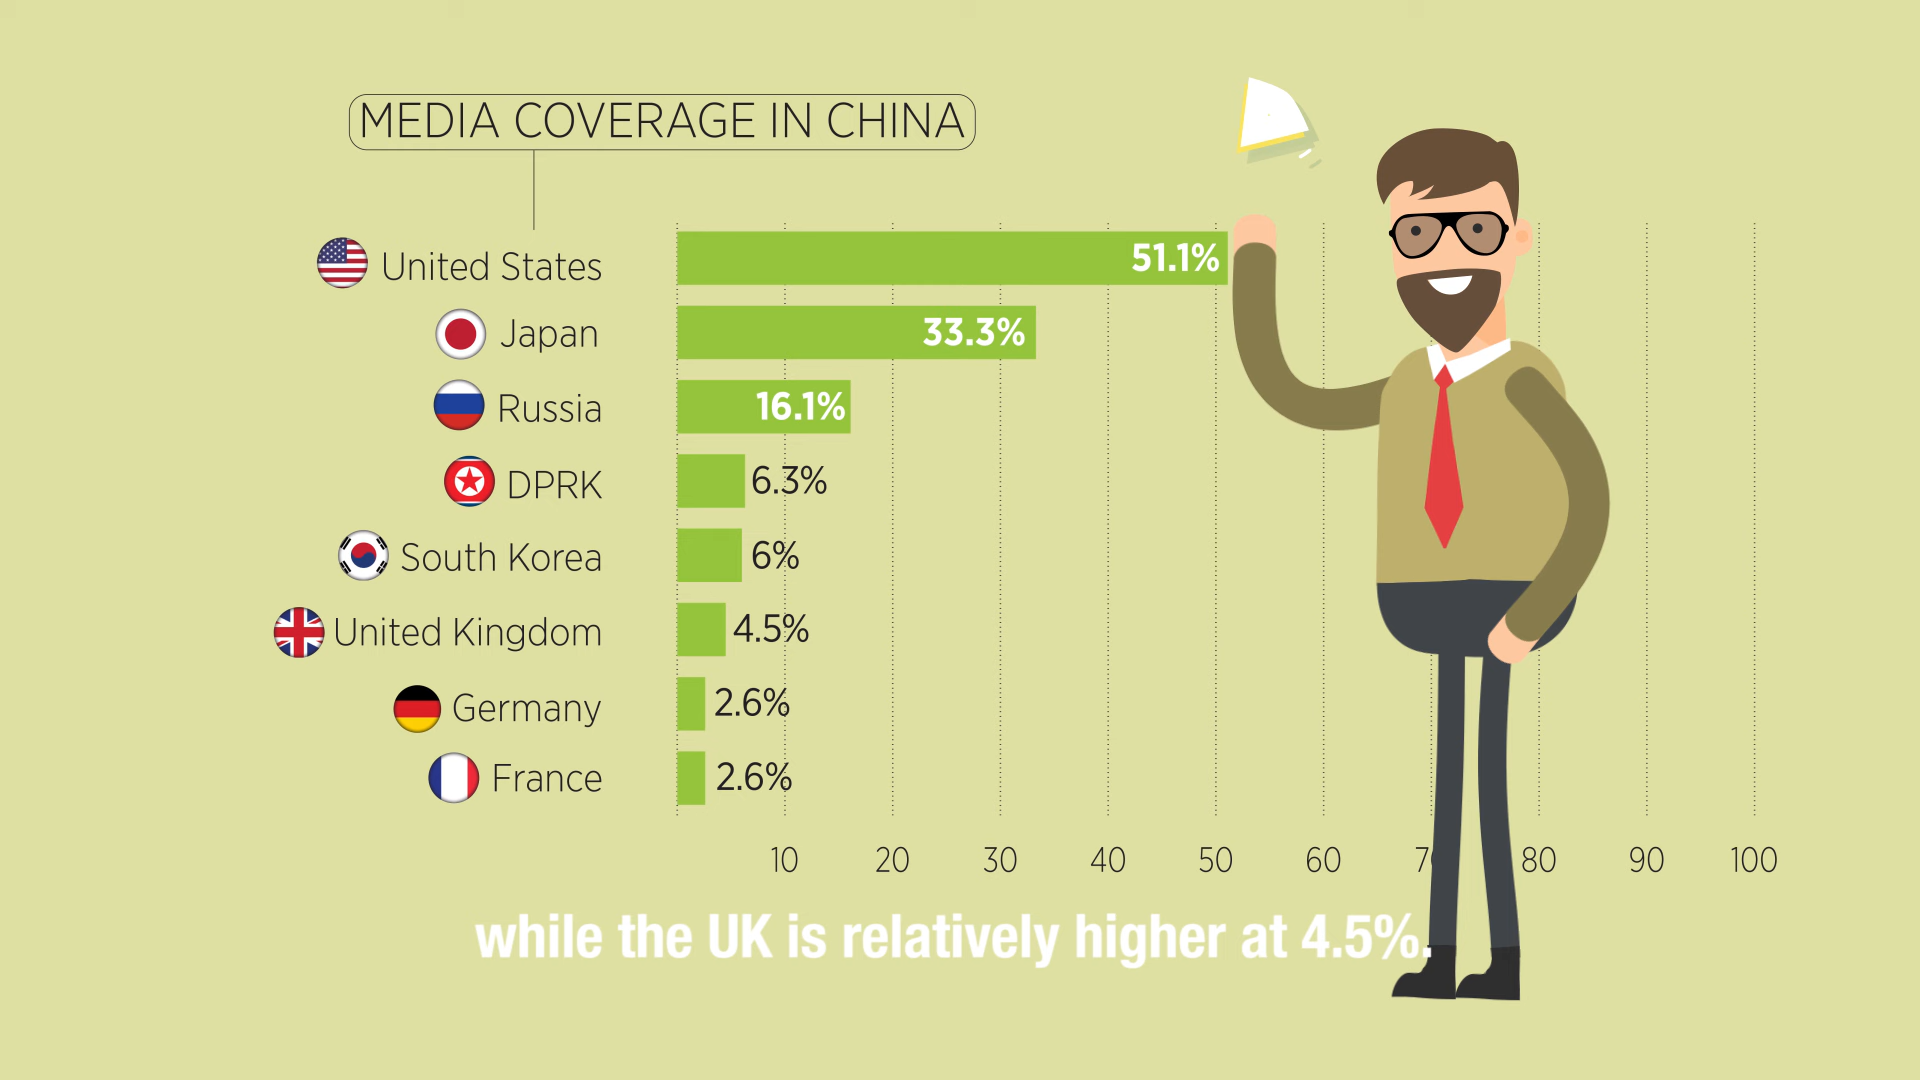 MEDIA COVERAGE IN CHINA
United States 51.1%
Japan 33.3%
Russia 16.1%
DPRK 6.3%
South Korea 6%
United Kingdom 4.5%
Germany 2.6%
France 2.6%
10 20 30 40 50 60 7 80 90 100
while the UK is relatively higher at 4.5%.